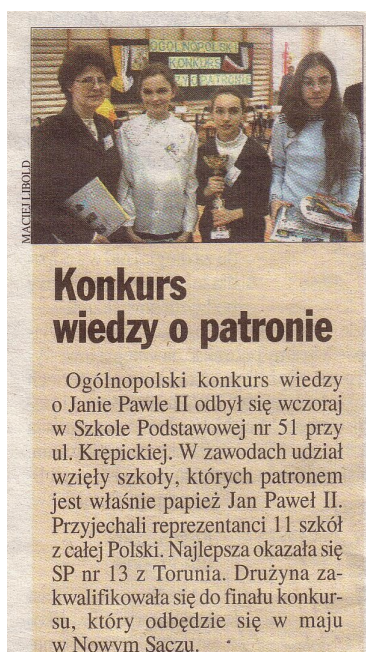 OGÓLNOPOLSKI
KONKURS
O PATRONIE
MACIEJ LIBOLD
Konkurs
wiedzy o patronie
Ogólnopolski konkurs wiedzy
o Janie Pawle II odbył się wczoraj
w Szkole Podstawowej nr 51 przy
ul. Krępickiej. W zawodach udział
wzięły szkoły, których patronem
jest właśnie papież Jan Paweł II.
Przyjechali reprezentanci 11 szkół
z całej Polski. Najlepsza okazała się
SP nr 13 z Torunia. Drużyna za-
kwalifikowała się do finału konkur-
su, który odbędzie się w maju
w Nowym Sączu.